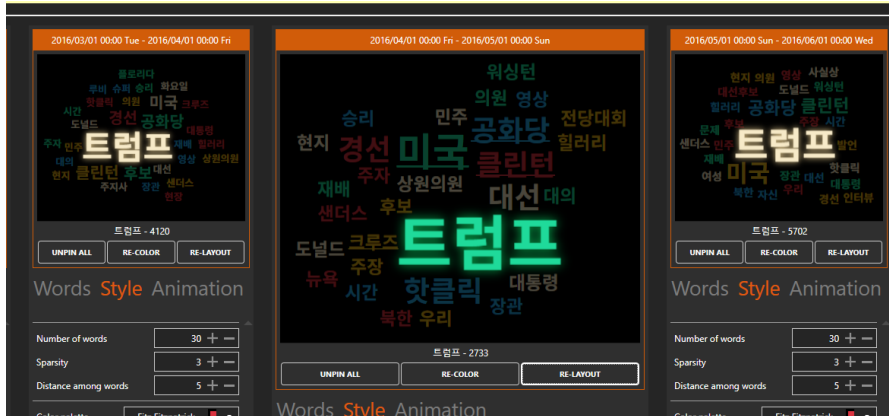 2016/03/01 00:00 Tue - 2016/04/01 00:00 Fri
플로리다
루비 슈퍼 승리 화요일
핫클릭 의원 미국 크루즈
시간
도널드 경선 공화당
대통령
주자 민주 트럼프 재배 힐러리
대의 영상 상원의원
현지 클린턴 후보 대선
주지사 장관 샌더스
현장
트럼프 - 4120
UNPIN ALL RE-COLOR RE-LAYOUT
Words Style Animation
Number of words 30 + −
Sparsity 3 + −
Distance among words 5 + −
2016/04/01 00:00 Fri - 2016/05/01 00:00 Sun
워싱턴
의원 영상
승리 민주 공화당 전당대회
현지 경선 미국 클린턴 힐러리
주자
재배 상원의원 대선 대의
샌더스 후보
트럼프
도널드 크루즈
주장
뉴욕 시간 핫클릭 대통령
장관
북한 우리
트럼프 - 2733
UNPIN ALL RE-COLOR RE-LAYOUT
Words Style Animation
2016/05/01 00:00 Sun - 2016/06/01 00:00 Wed
현지 의원 영상 사실상
대선후보 도널드 워싱턴
힐러리 공화당 클린턴
문제 후보 주장 시간
샌더스 민주 트럼프 발언
재배
여성 미국 장관 대선 핫클릭
대통령
북한 자신 우리 경선 인터뷰
트럼프 - 5702
UNPIN ALL RE-COLOR RE-LAYOUT
Words Style Animation
Number of words 30 + −
Sparsity 3 + −
Distance among words 5 + −